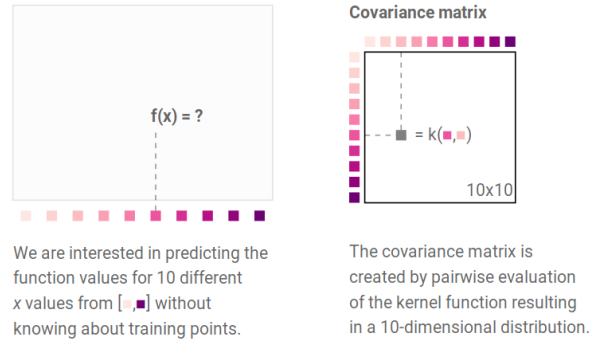 f(x) = ?
We are interested in predicting the
function values for 10 different
x values from [ , ] without
knowing about training points.
Covariance matrix
= k( , )
10x10
The covariance matrix is
created by pairwise evaluation
of the kernel function resulting
in a 10-dimensional distribution.